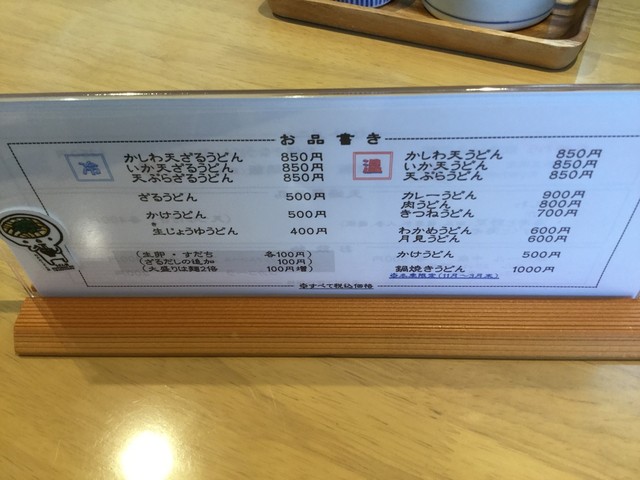 お品書き
冷
かしわ天ざるうどん 850円
いか天ざるうどん 850円
天ぷらざるうどん 850円
ざるうどん 500円
かけうどん 500円
生じょうゆうどん 400円
(生卵・すだち 各100円)
(ざるだしの追加 100円)
(大盛りは麺2倍 100円増)
温
かしわ天うどん 850円
いか天うどん 850円
天ぷらうどん 850円
カレーうどん 900円
肉うどん 800円
きつねうどん 700円
わかめうどん 600円
月見うどん 600円
かけうどん 500円
鍋焼きうどん 1000円
※冬季限定(11月~3月末)
※すべて税込価格